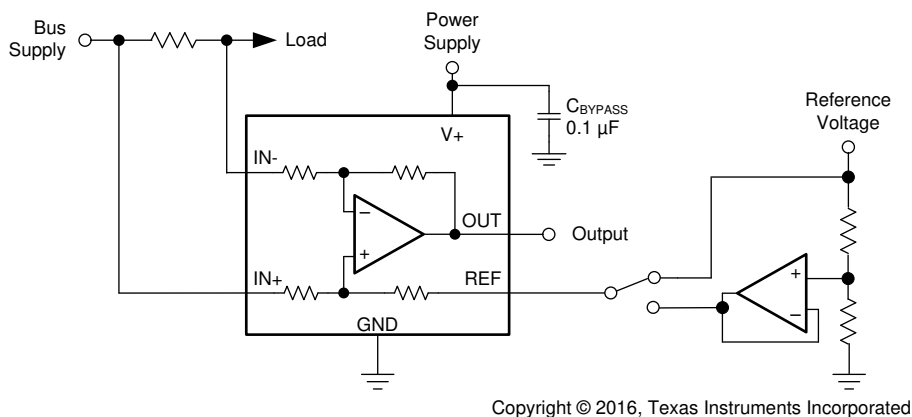 Bus
Supply
Load
Power
Supply
C_BYPASS
0.1 µF
Reference
Voltage
V+
IN-
−
+
OUT
Output
IN+
REF
GND
+
−
Copyright © 2016, Texas Instruments Incorporated